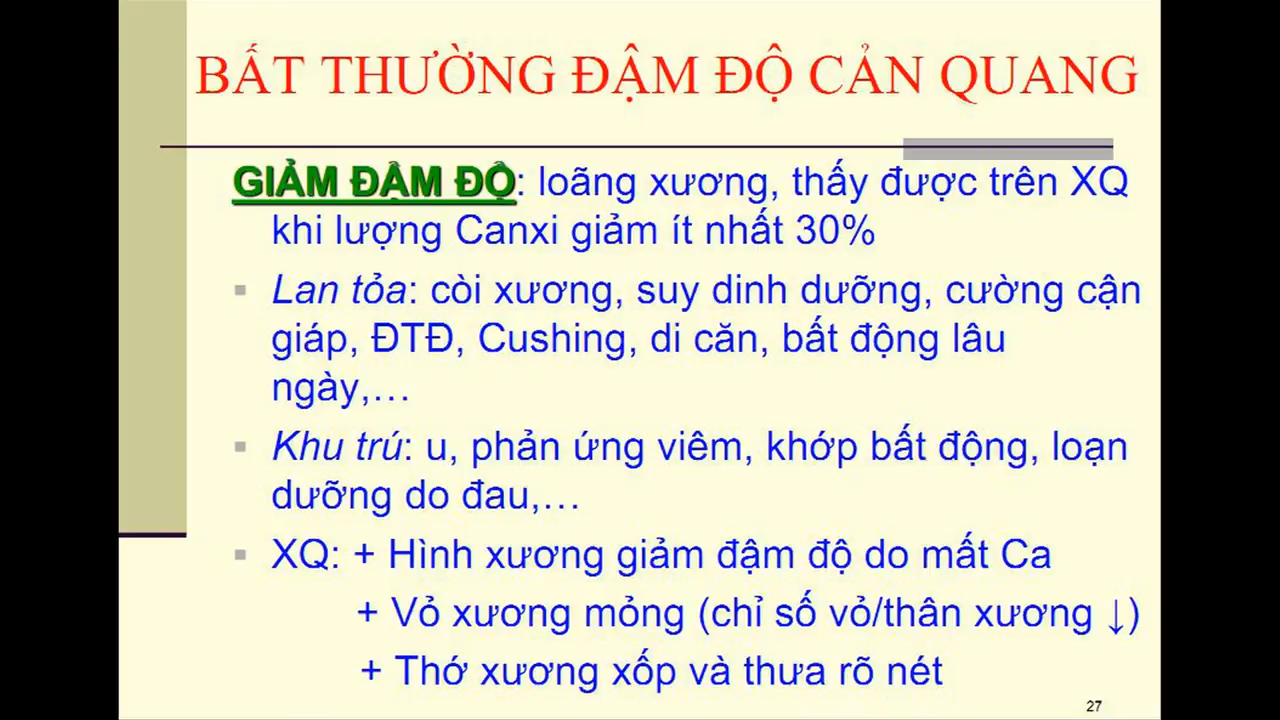 BẤT THƯỜNG ĐẬM ĐỘ CẢN QUANG
GIẢM ĐẬM ĐỘ: loãng xương, thấy được trên XQ
khi lượng Canxi giảm ít nhất 30%
▪ Lan tỏa: còi xương, suy dinh dưỡng, cường cận
giáp, ĐTĐ, Cushing, di căn, bất động lâu
ngày,…
▪ Khu trú: u, phản ứng viêm, khớp bất động, loạn
dưỡng do đau,…
▪ XQ: + Hình xương giảm đậm độ do mất Ca
+ Vỏ xương mỏng (chỉ số vỏ/thân xương ↓)
+ Thớ xương xốp và thưa rõ nét
27